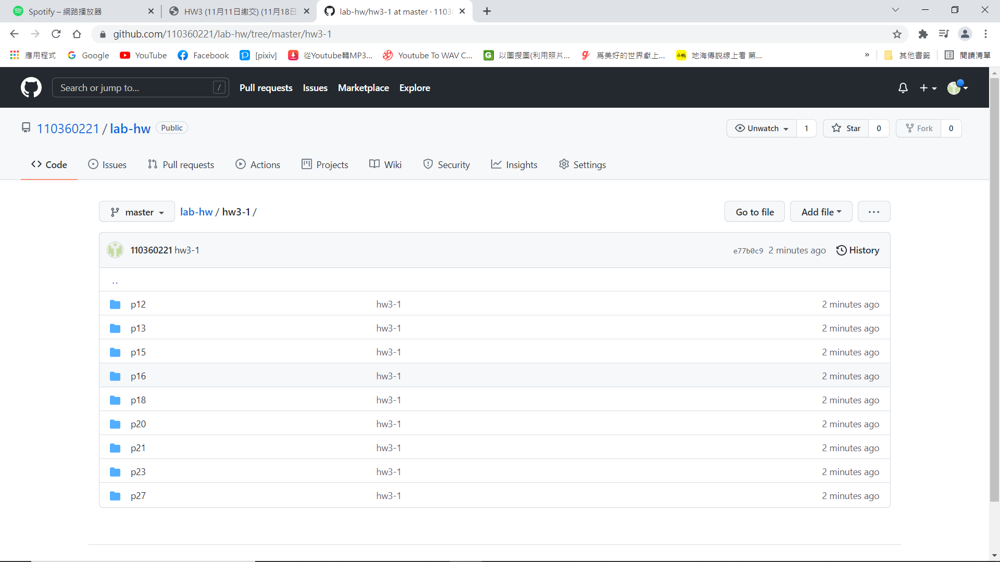 Spotify – 網路播放器
HW3 (11月11日繳交) (11月18日
lab-hw/hw3-1 at master · 1103
github.com/110360221/lab-hw/tree/master/hw3-1
應用程式
Google
YouTube
Facebook
[pixiv]
從Youtube轉MP3...
Youtube To WAV C...
以圖搜圖(利用照片...
爲美好的世界獻上...
地海傳說線上看 第...
»
其他書籤
閱讀清單
Search or jump to...
/
Pull requests
Issues
Marketplace
Explore
110360221 / lab-hw
Public
Unwatch
1
Star
0
Fork
0
Code
Issues
Pull requests
Actions
Projects
Wiki
Security
Insights
Settings
master
lab-hw / hw3-1 /
Go to file
Add file
...
110360221 hw3-1
e77b0c9 2 minutes ago
History
..
p12 hw3-1 2 minutes ago
p13 hw3-1 2 minutes ago
p15 hw3-1 2 minutes ago
p16 hw3-1 2 minutes ago
p18 hw3-1 2 minutes ago
p20 hw3-1 2 minutes ago
p21 hw3-1 2 minutes ago
p23 hw3-1 2 minutes ago
p27 hw3-1 2 minutes ago